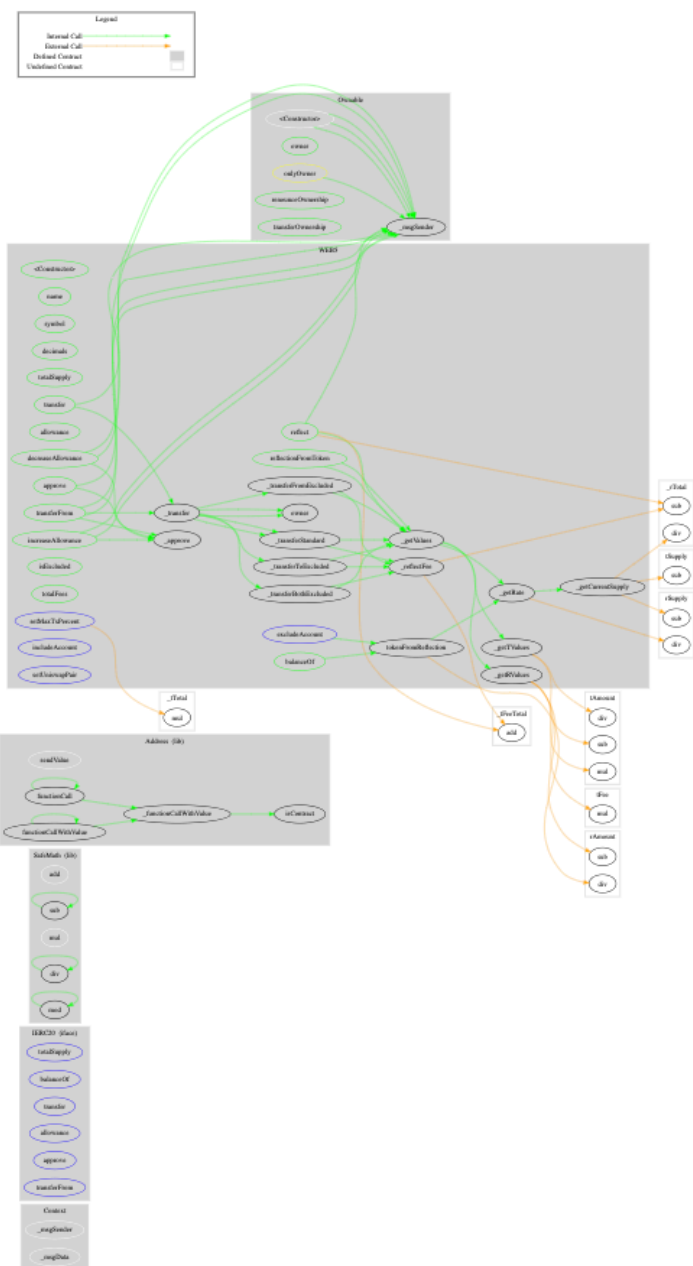 Legend
Internal Call
External Call
Defined Contract
Undefined Contract
Ownable
<Constructor>
owner
onlyOwner
renounceOwnership
transferOwnership
_msgSender
WEB5
<Constructor>
name
symbol
decimals
totalSupply
transfer
allowance
decreaseAllowance
approve
transferFrom
increaseAllowance
isExcluded
totalFees
setMaxTxPercent
includeAccount
setUniswapPair
_transfer
_approve
reflect
reflectionFromToken
_transferFromExcluded
owner
_transferStandard
_transferToExcluded
_transferBothExcluded
excludeAccount
balanceOf
_getValues
_reflectFee
tokenFromReflection
_getRate
_getCurrentSupply
_getTValues
_getRValues
_rTotal
sub
div
tSupply
sub
rSupply
sub
div
_tTotal
mul
_tFeeTotal
add
tAmount
div
sub
mul
tFee
mul
rAmount
sub
div
Address (lib)
sendValue
functionCall
functionCallWithValue
_functionCallWithValue
isContract
SafeMath (lib)
add
sub
mul
div
mod
IERC20 (iface)
totalSupply
balanceOf
transfer
allowance
approve
transferFrom
Context
_msgSender
_msgData